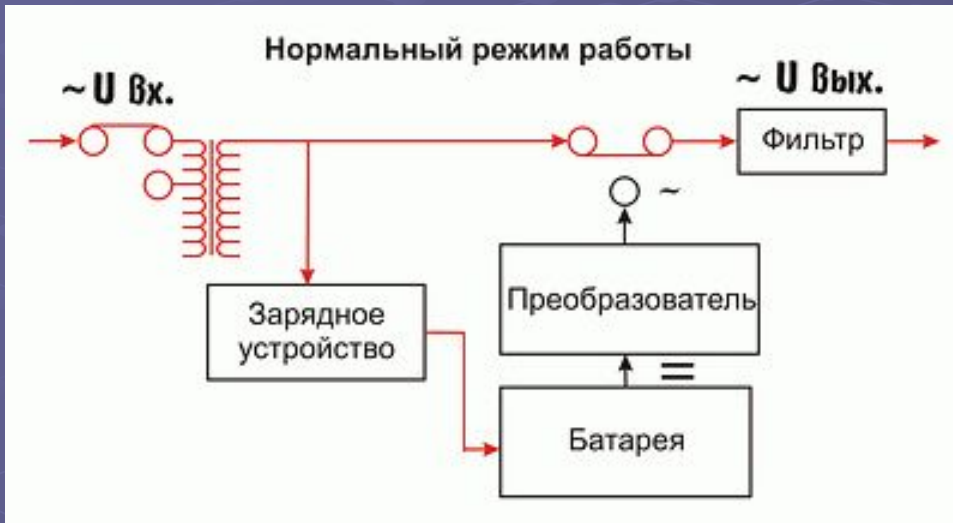 Нормальный режим работы
~ U вх.
~ U вых.
Фильтр
~
Преобразователь
Зарядное
устройство
=
Батарея